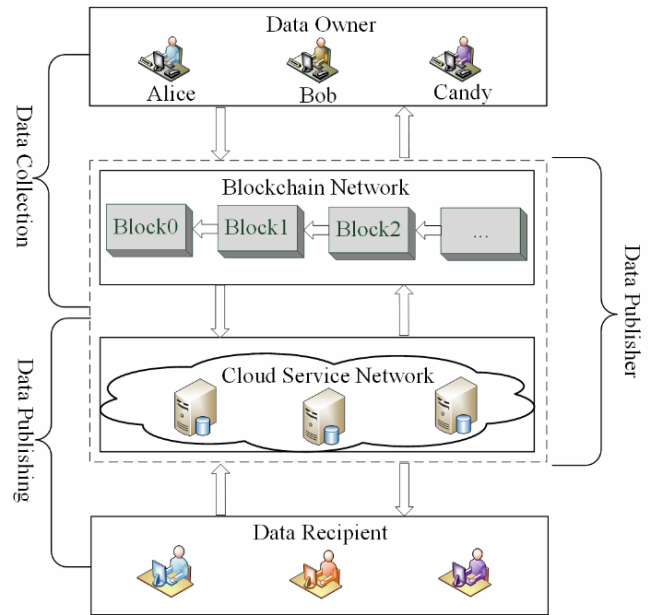 Data Owner
Alice
Bob
Candy
Data Collection
Blockchain Network
Block0
Block1
Block2
...
Data Publisher
Cloud Service Network
Data Publishing
Data Recipient